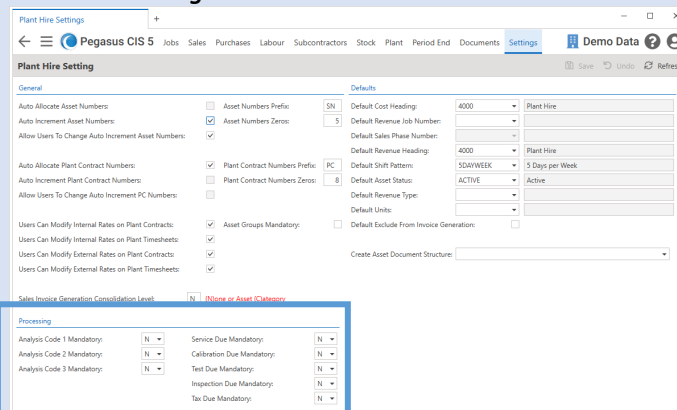 Plant Hire Settings +
Pegasus CIS 5 Jobs Sales Purchases Labour Subcontractors Stock Plant Period End Documents Settings Demo Data ?
Plant Hire Setting Save Undo Refres
General Defaults
Auto Allocate Asset Numbers: Asset Numbers Prefix: SN Default Cost Heading: 4000 Plant Hire
Auto Increment Asset Numbers: Asset Numbers Zeros: 5 Default Revenue Job Number:
Allow Users To Change Auto Increment Asset Numbers: Default Sales Phase Number:
Default Revenue Heading: 4000 Plant Hire
Auto Allocate Plant Contract Numbers: Plant Contract Numbers Prefix: PC Default Shift Pattern: 5DAYWEEK 5 Days per Week
Auto Increment Plant Contract Numbers: Plant Contract Numbers Zeros: 8 Default Asset Status: ACTIVE Active
Allow Users To Change Auto Increment PC Numbers: Default Revenue Type:
Default Units:
Users Can Modify Internal Rates on Plant Contracts: Asset Groups Mandatory: Default Exclude From Invoice Generation:
Users Can Modify Internal Rates on Plant Timesheets:
Users Can Modify External Rates on Plant Contracts: Create Asset Document Structure:
Users Can Modify External Rates on Plant Timesheets:
Sales Invoice Generation Consolidation Level: N (N)one or Asset (C)ategory
Processing
Analysis Code 1 Mandatory: N Service Due Mandatory: N
Analysis Code 2 Mandatory: N Calibration Due Mandatory: N
Analysis Code 3 Mandatory: N Test Due Mandatory: N
Inspection Due Mandatory: N
Tax Due Mandatory: N